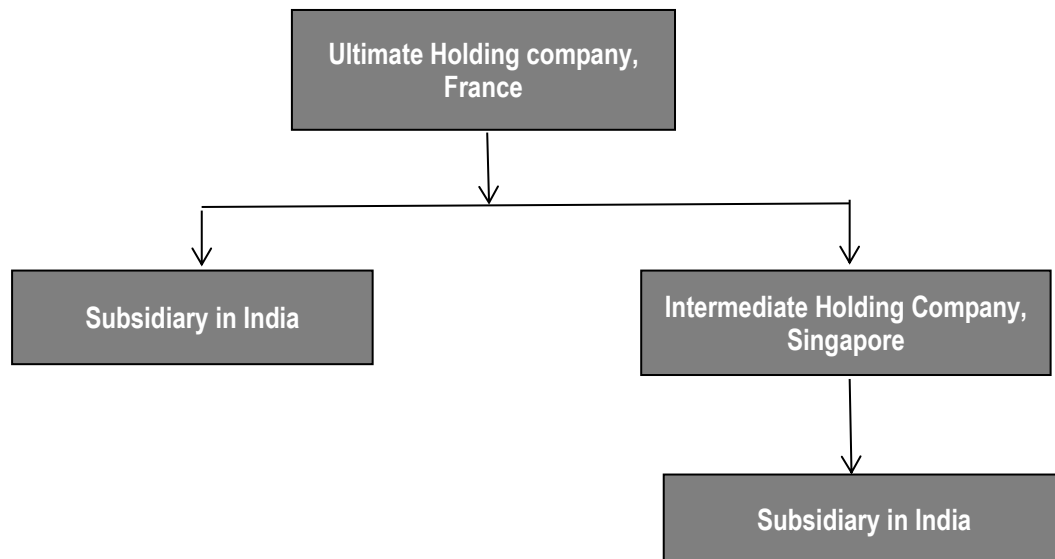 Ultimate Holding company,
France
Subsidiary in India
Intermediate Holding Company,
Singapore
Subsidiary in India